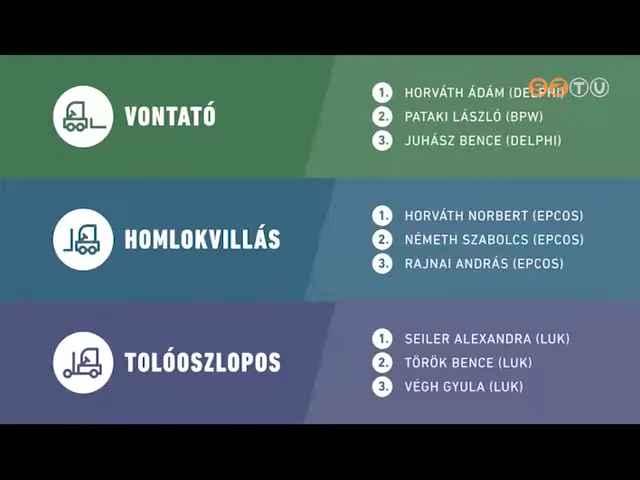 VONTATÓ
1. HORVÁTH ÁDÁM (DELPHI)
2. PATAKI LÁSZLÓ (BPW)
3. JUHÁSZ BENCE (DELPHI)
HOMLOKVILLÁS
1. HORVÁTH NORBERT (EPCOS)
2. NÉMETH SZABOLCS (EPCOS)
3. RAJNAI ANDRÁS (EPCOS)
TOLÓOSZLOPOS
1. SEILER ALEXANDRA (LUK)
2. TÖRÖK BENCE (LUK)
3. VÉGH GYULA (LUK)